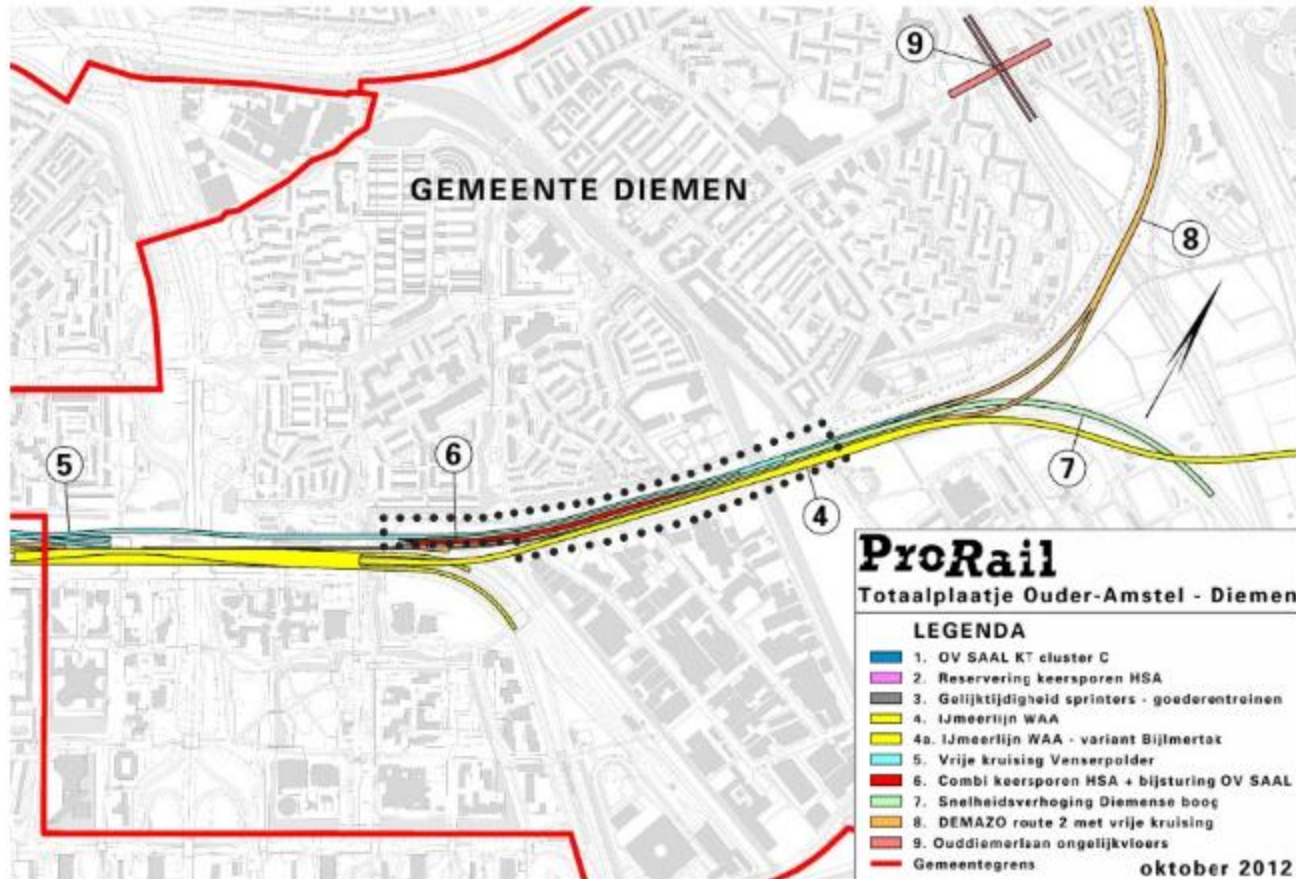 9
GEMEENTE DIEMEN
8
5
6
7
4
ProRail
Totaalplaatje Ouder-Amstel - Diemen
LEGENDA
1. OV SAAL KT cluster C
2. Reservering keersporen HSA
3. Gelijktijdigheid sprinters - goederentreinen
4. IJmeerlijn WAA
4a. IJmeerlijn WAA - variant Bijlmertak
5. Vrije kruising Venserpolder
6. Combi keersporen HSA + bijsturing OV SAAL
7. Snelheidsverhoging Diemense boog
8. DEMAZO route 2 met vrije kruising
9. Ouddiemerlaan ongelijkvloers
Gemeentegrens
oktober 2012